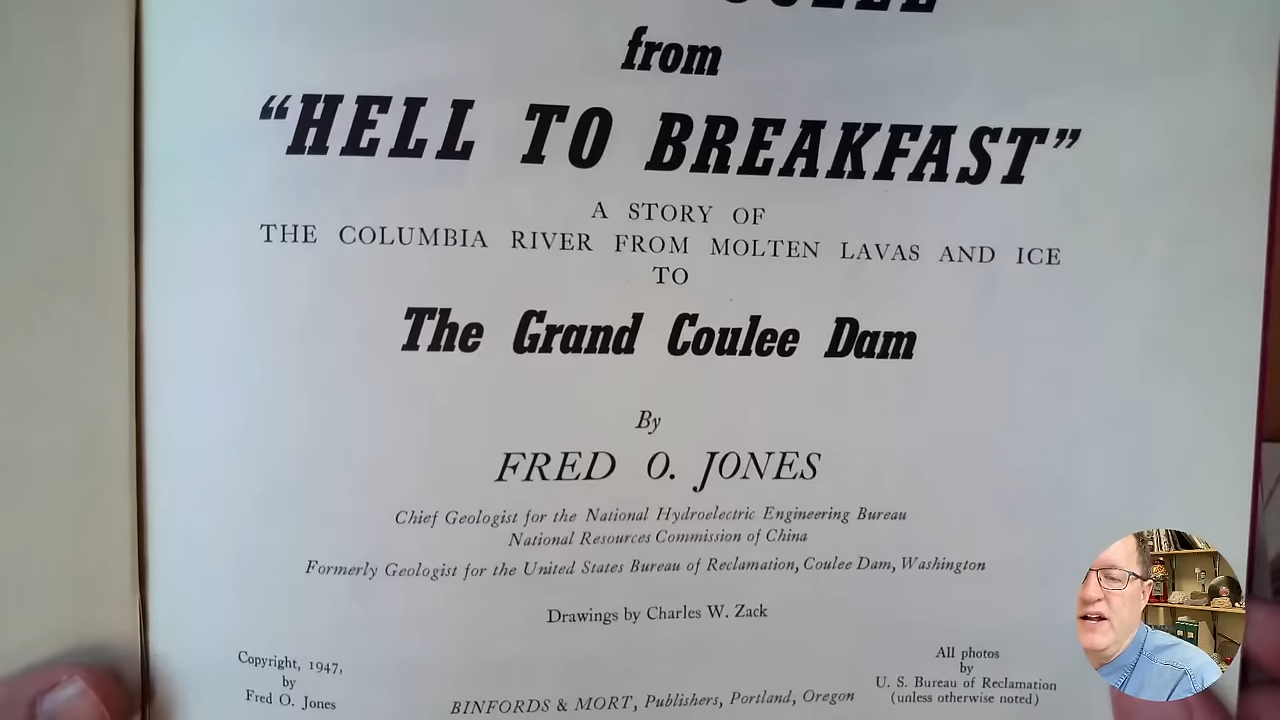 from
"HELL TO BREAKFAST"
A STORY OF
THE COLUMBIA RIVER FROM MOLTEN LAVAS AND ICE
TO
The Grand Coulee Dam
By
FRED O. JONES
Chief Geologist for the National Hydroelectric Engineering Bureau
National Resources Commission of China
Formerly Geologist for the United States Bureau of Reclamation, Coulee Dam, Washington
Drawings by Charles W. Zack
Copyright, 1947,
by
Fred O. Jones
BINFORDS & MORT, Publishers, Portland, Oregon
All photos
by
U. S. Bureau of Reclamation
(unless otherwise noted)